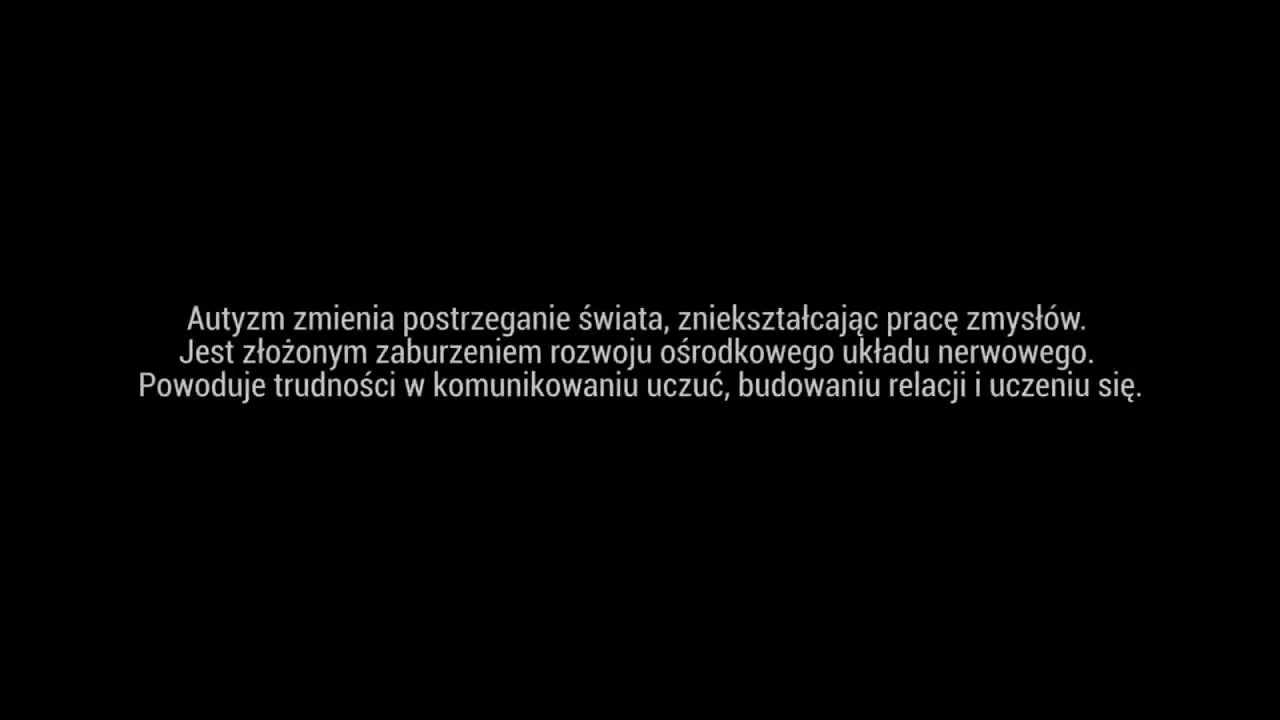 Autyzm zmienia postrzeganie świata, zniekształcając pracę zmysłów.
Jest złożonym zaburzeniem rozwoju ośrodkowego układu nerwowego.
Powoduje trudności w komunikowaniu uczuć, budowaniu relacji i uczeniu się.